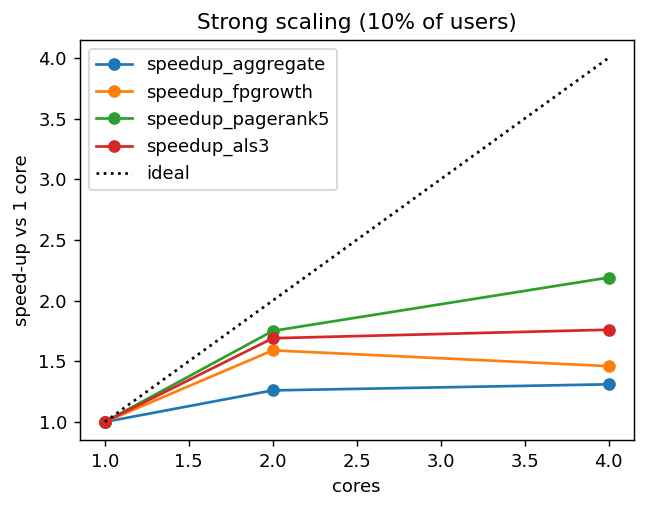 Strong scaling (10% of users)
speedup_aggregate
speedup_fpgrowth
speedup_pagerank5
speedup_als3
ideal
speed-up vs 1 core
4.0
3.5
3.0
2.5
2.0
1.5
1.0
1.0 1.5 2.0 2.5 3.0 3.5 4.0
cores